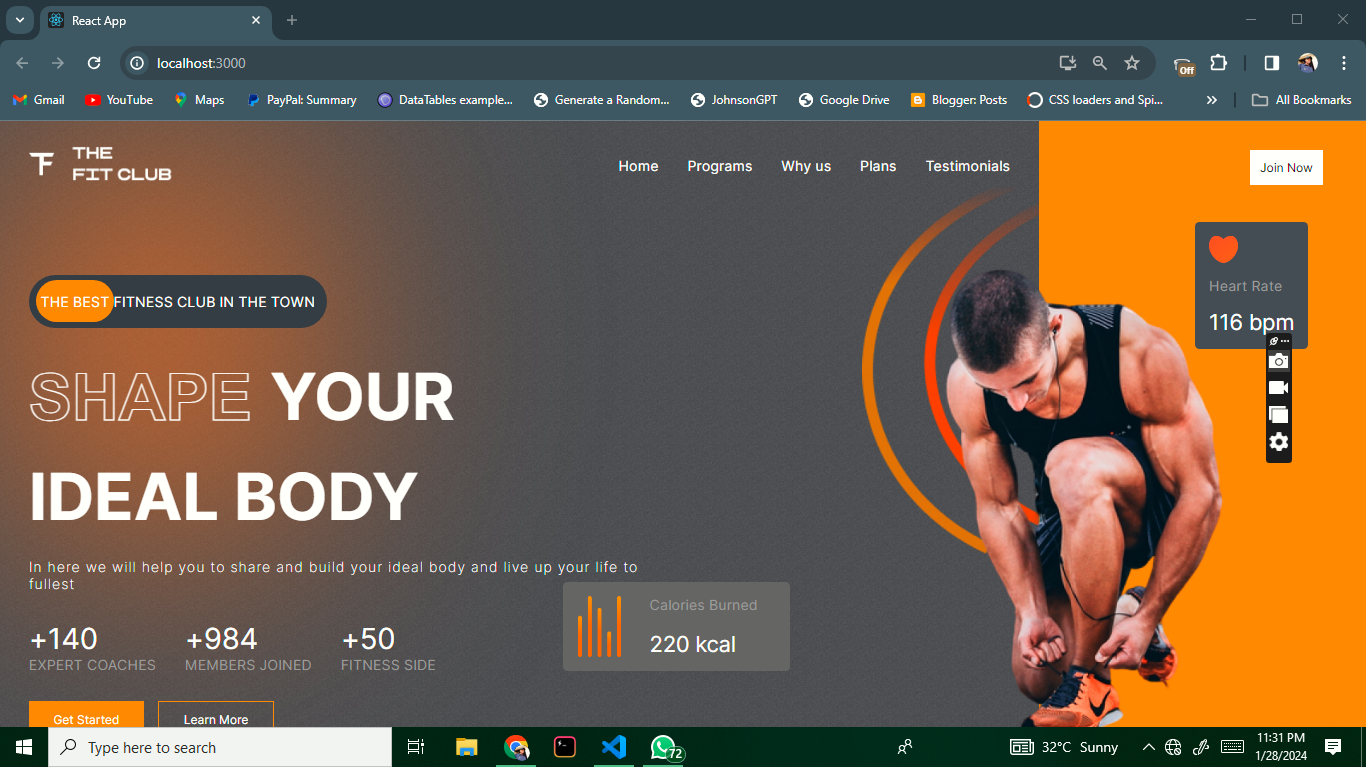 React App
localhost:3000
Off
Gmail
YouTube
Maps
PayPal: Summary
DataTables example...
Generate a Random...
JohnsonGPT
Google Drive
Blogger: Posts
CSS loaders and Spi...
All Bookmarks
THE
FIT CLUB
Home
Programs
Why us
Plans
Testimonials
Join Now
Heart Rate
116 bpm
THE BEST FITNESS CLUB IN THE TOWN
SHAPE YOUR
IDEAL BODY
In here we will help you to share and build your ideal body and live up your life to
fullest
Calories Burned
220 kcal
+140
EXPERT COACHES
+984
MEMBERS JOINED
+50
FITNESS SIDE
Get Started
Learn More
Type here to search
72
32°C Sunny
11:31 PM
1/28/2024